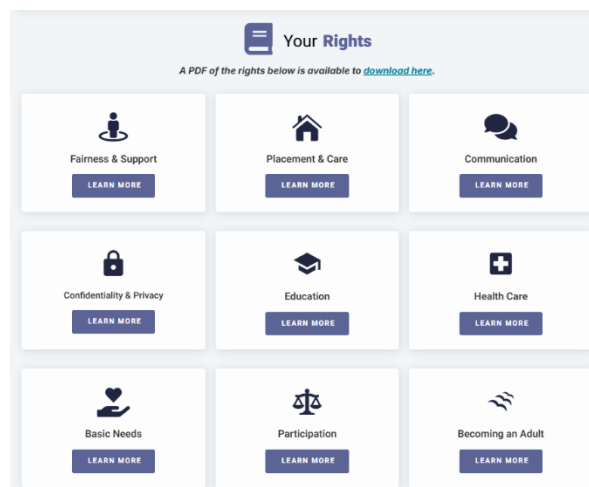 Your Rights
A PDF of the rights below is available to download here.
Fairness & Support
LEARN MORE
Placement & Care
LEARN MORE
Communication
LEARN MORE
Confidentiality & Privacy
LEARN MORE
Education
LEARN MORE
Health Care
LEARN MORE
Basic Needs
LEARN MORE
Participation
LEARN MORE
Becoming an Adult
LEARN MORE